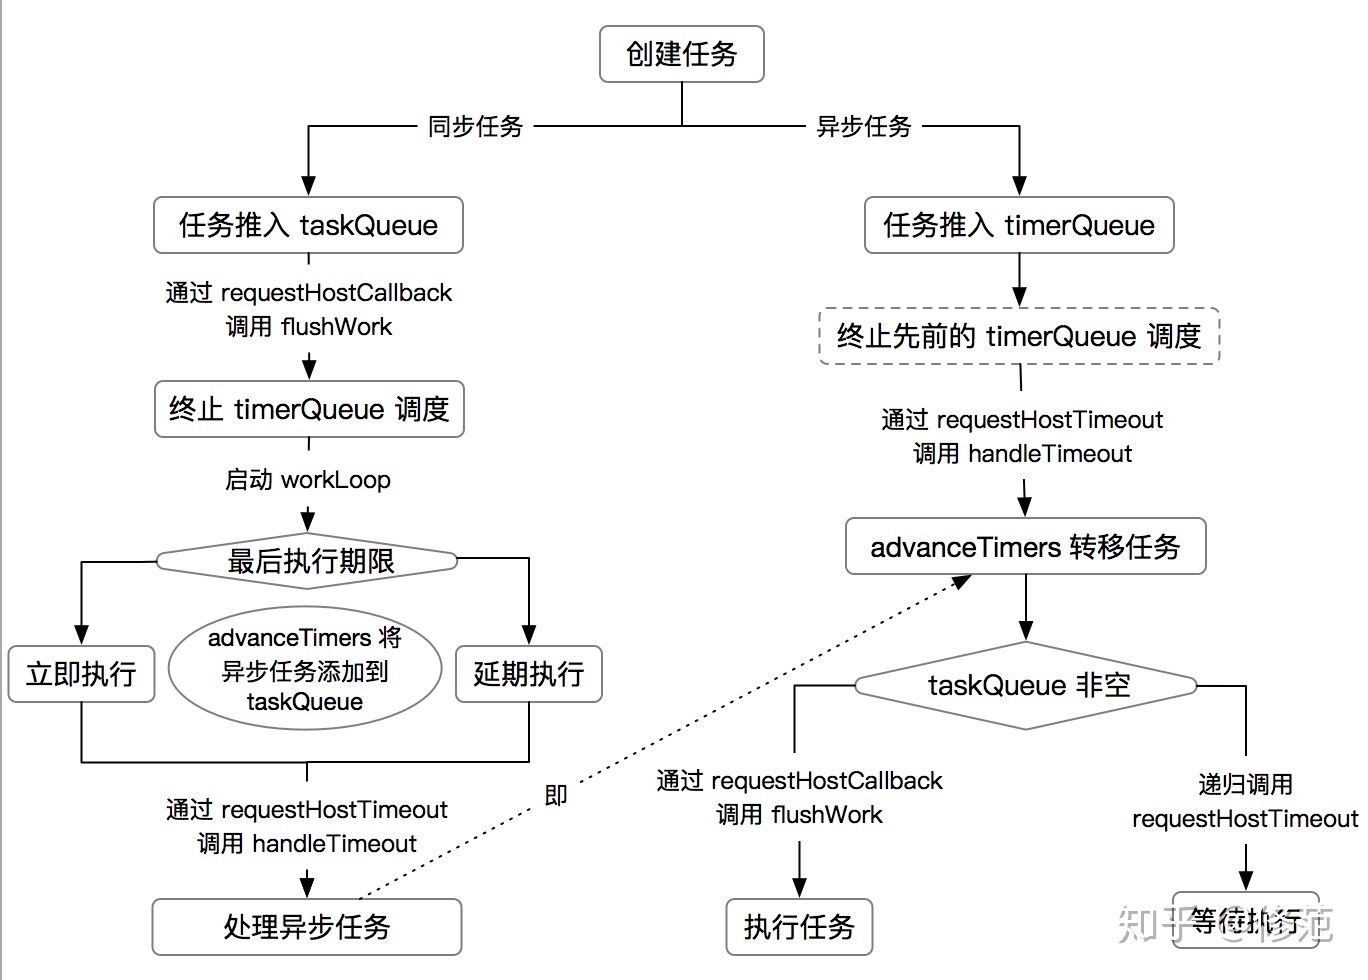 创建任务
同步任务
异步任务
任务推入 taskQueue
任务推入 timerQueue
通过 requestHostCallback
调用 flushWork
终止先前的 timerQueue 调度
终止 timerQueue 调度
通过 requestHostTimeout
调用 handleTimeout
启动 workLoop
advanceTimers 转移任务
最后执行期限
立即执行
advanceTimers 将
异步任务添加到
taskQueue
延期执行
taskQueue 非空
通过 requestHostTimeout
调用 handleTimeout
即
通过 requestHostCallback
调用 flushWork
递归调用
requestHostTimeout
处理异步任务
执行任务
等待执行
知乎 @修范